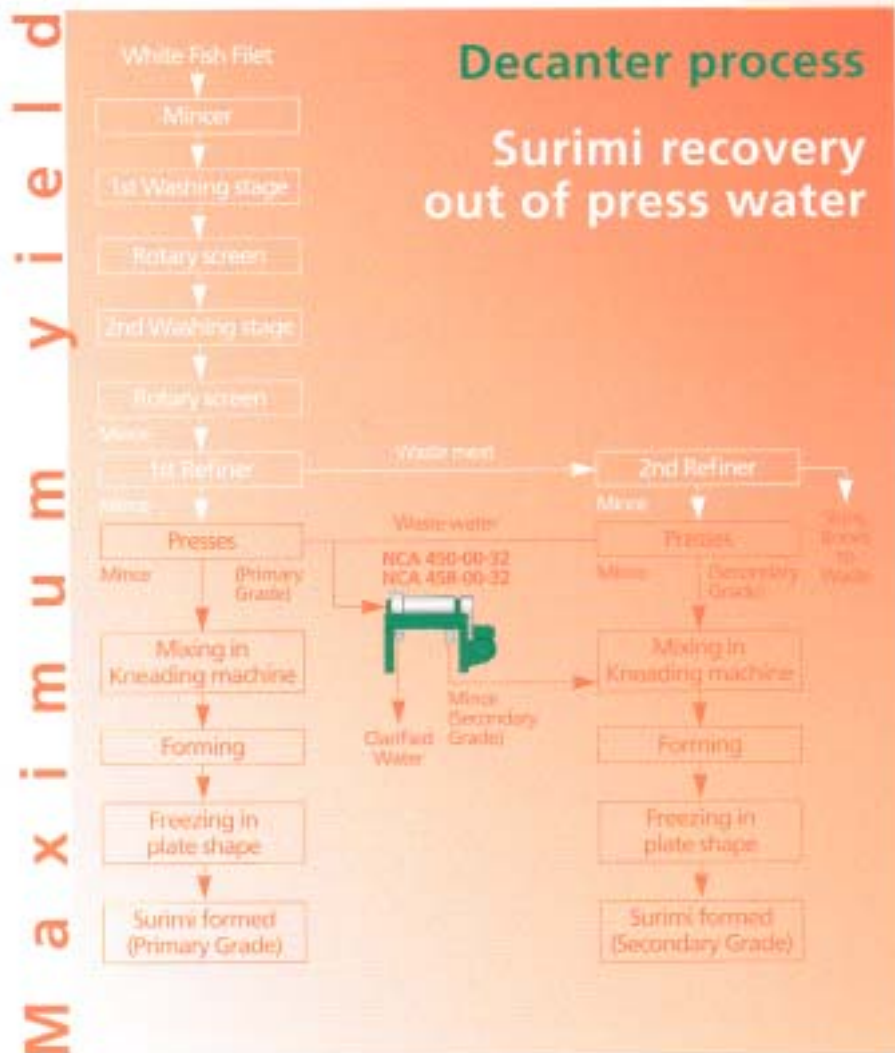 Maximum yield
Decanter process
Surimi recovery
out of press water
White Fish Filet
Mincer
1st Washing stage
Rotary screen
2nd Washing stage
Rotary screen
Mince
1st Refiner
Waste meat
2nd Refiner
Mince
Mince
Waste water
Presses
Presses
Bones
to
Waste
NCA 450-00-32
NCA 458-00-32
Mince
(Primary
Grade)
Mince
(Secondary
Grade)
Mixing in
Kneading machine
Mixing in
Kneading machine
Mince
(Secondary
Grade)
Clarified
Water
Forming
Forming
Freezing in
plate shape
Freezing in
plate shape
Surimi formed
(Primary Grade)
Surimi formed
(Secondary Grade)